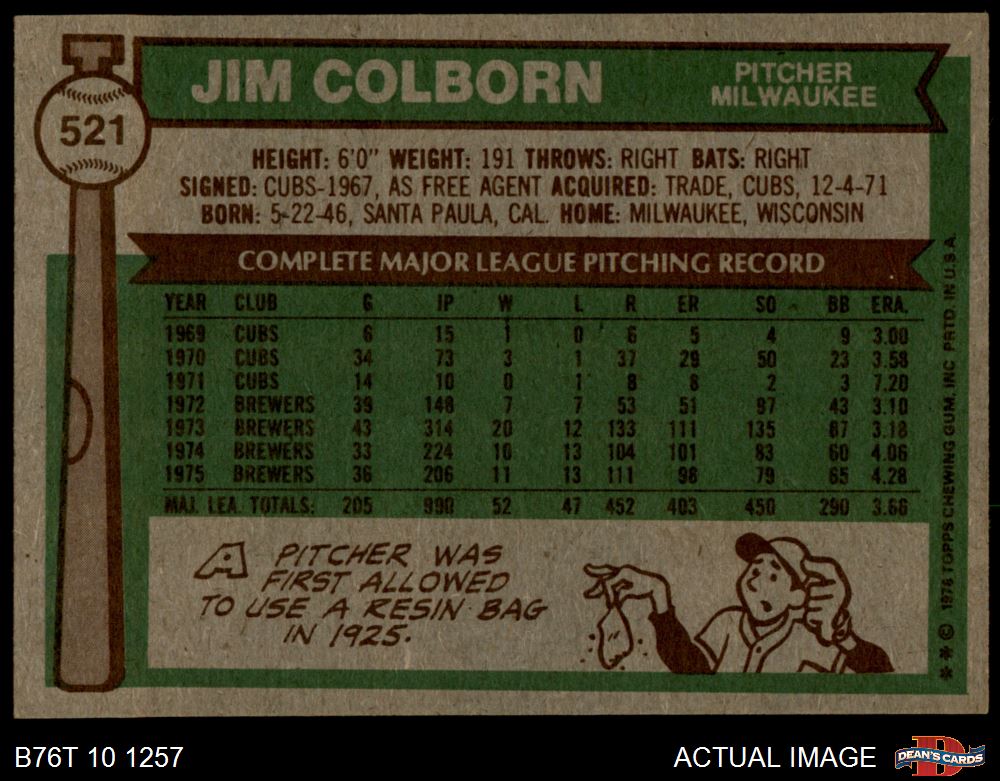 JIM COLBORN
PITCHER
MILWAUKEE
521
HEIGHT: 6'0" WEIGHT: 191 THROWS: RIGHT BATS: RIGHT
SIGNED: CUBS-1967, AS FREE AGENT ACQUIRED: TRADE, CUBS, 12-4-71
BORN: 5-22-46, SANTA PAULA, CAL. HOME: MILWAUKEE, WISCONSIN
COMPLETE MAJOR LEAGUE PITCHING RECORD
YEAR CLUB G IP W L R ER SO BB ERA.
1969 CUBS 6 15 1 0 6 5 4 9 3.00
1970 CUBS 34 73 3 1 37 29 50 23 3.58
1971 CUBS 14 10 0 1 8 8 2 3 7.20
1972 BREWERS 39 148 7 7 53 51 97 43 3.10
1973 BREWERS 43 314 20 12 133 111 135 87 3.18
1974 BREWERS 33 224 10 13 104 101 83 60 4.06
1975 BREWERS 36 206 11 13 111 98 79 65 4.28
MAJ. LEA. TOTALS: 205 990 52 47 452 403 450 290 3.66
A PITCHER WAS
FIRST ALLOWED
TO USE A RESIN BAG
IN 1925.
* * © 1976 TOPPS CHEWING GUM, INC PRTD. IN U.S.A.
B76T 10 1257
ACTUAL IMAGE
D
DEAN'S CARDS